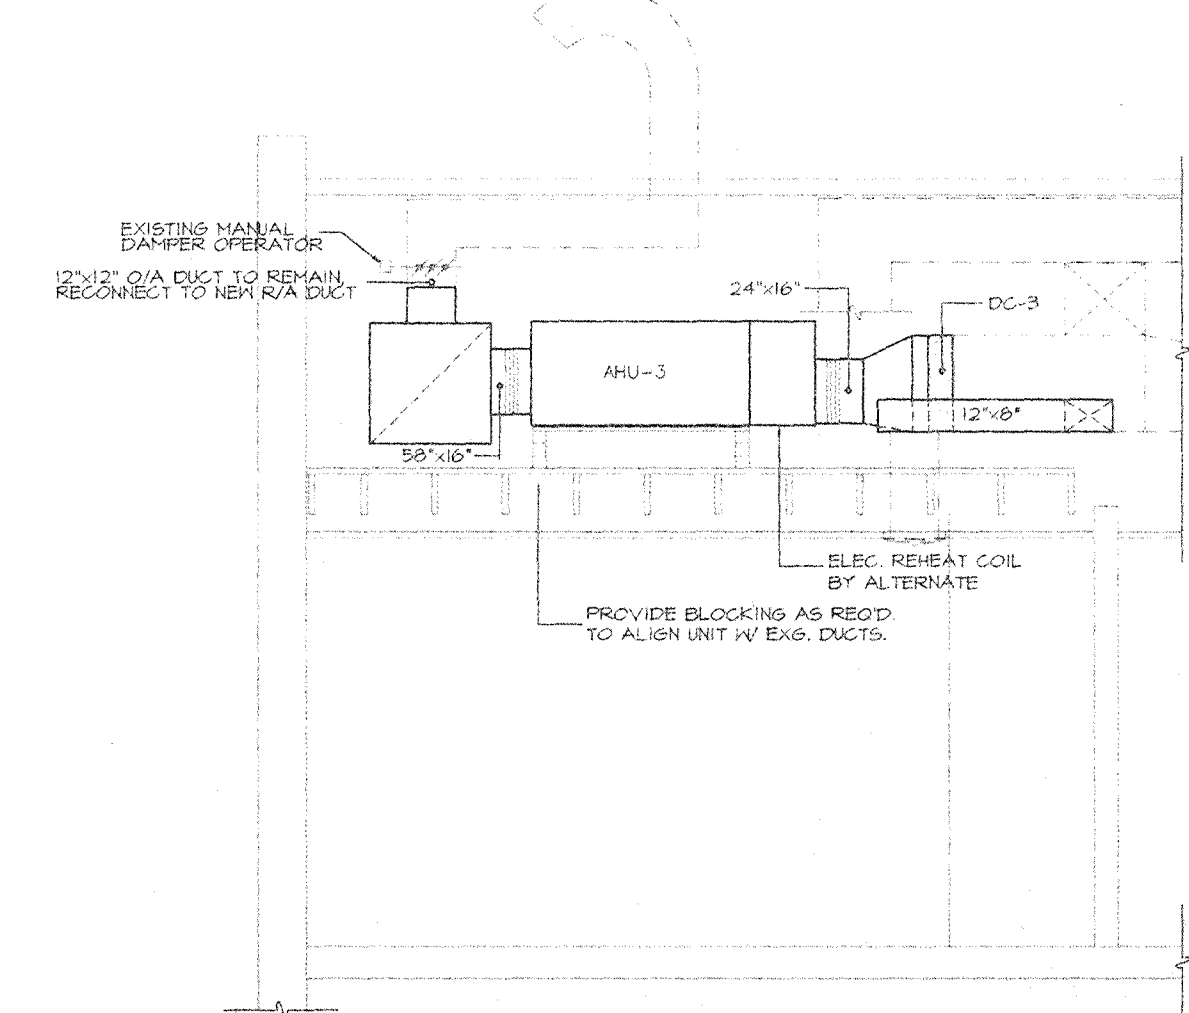 EXISTING MANUAL
DAMPER OPERATOR
12"x12" O/A DUCT TO REMAIN,
RECONNECT TO NEW R/A DUCT
24"x16"
DC-3
AHU-3
12"x8"
58"x16"
ELEC. REHEAT COIL
BY ALTERNATE
PROVIDE BLOCKING AS REQ'D.
TO ALIGN UNIT W/ EXG. DUCTS.